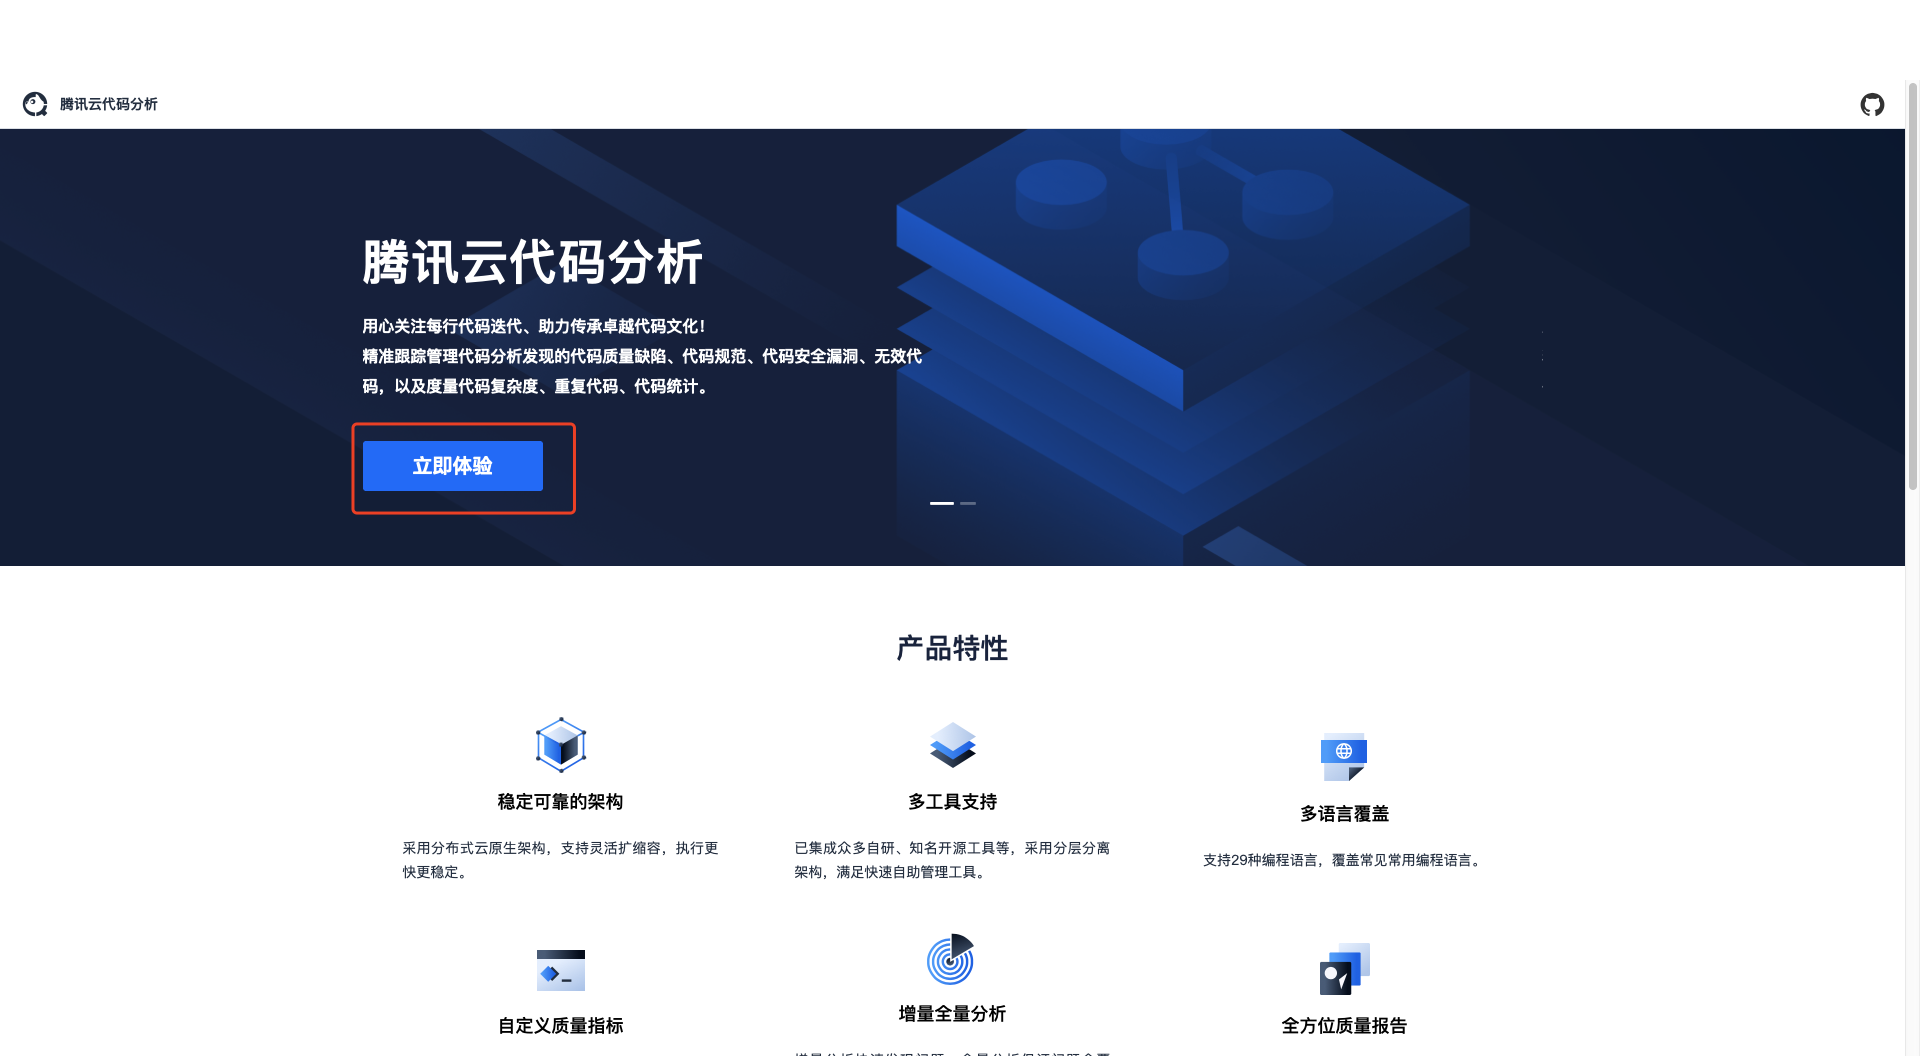 腾讯云代码分析
腾讯云代码分析
用心关注每行代码迭代、助力传承卓越代码文化！
精准跟踪管理代码分析发现的代码质量缺陷、代码规范、代码安全漏洞、无效代
码，以及度量代码复杂度、重复代码、代码统计。
立即体验
产品特性
稳定可靠的架构
采用分布式云原生架构，支持灵活扩缩容，执行更
快更稳定。
多工具支持
已集成众多自研、知名开源工具等，采用分层分离
架构，满足快速自助管理工具。
多语言覆盖
支持29种编程语言，覆盖常见常用编程语言。
自定义质量指标
增量全量分析
全方位质量报告